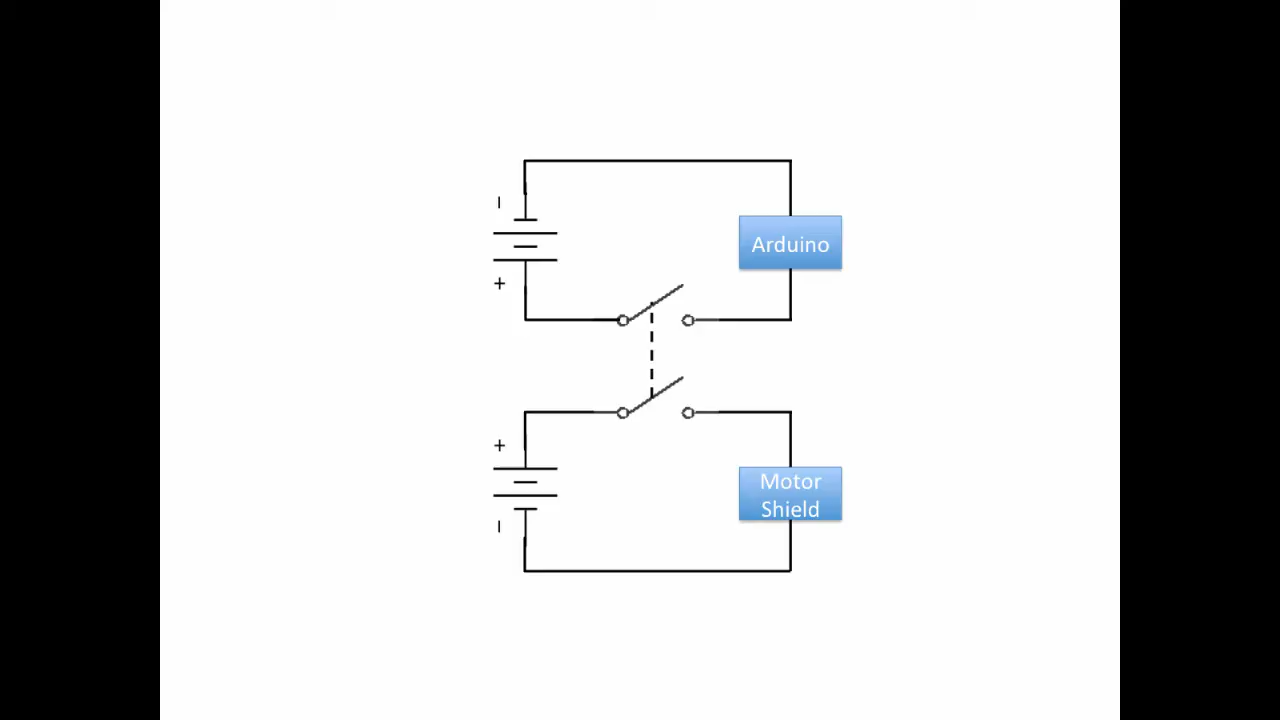 −
Arduino
+
+
Motor
Shield
−